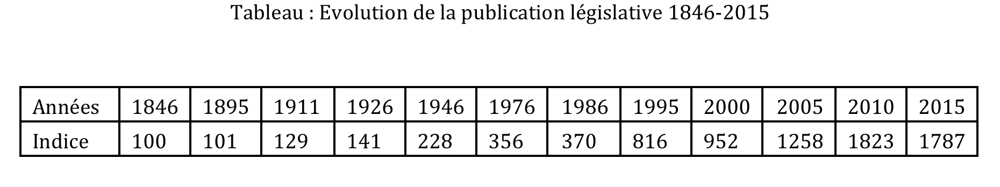 Tableau : Evolution de la publication législative 1846-2015
Années 1846 1895 1911 1926 1946 1976 1986 1995 2000 2005 2010 2015
Indice 100 101 129 141 228 356 370 816 952 1258 1823 1787